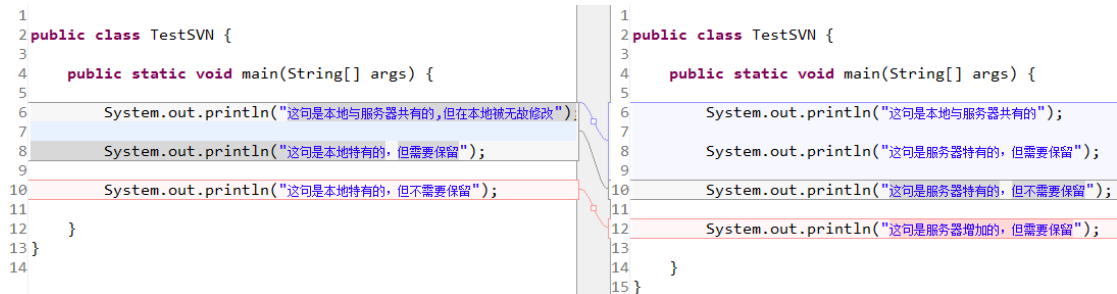 1
2 public class TestSVN {
3
4     public static void main(String[] args) {
5
6         System.out.println("这句是本地与服务器共有的,但在本地被无故修改");
7
8         System.out.println("这句是本地特有的，但需要保留");
9
10         System.out.println("这句是本地特有的，但不需要保留");
11
12     }
13 }
14
1
2 public class TestSVN {
3
4     public static void main(String[] args) {
5
6         System.out.println("这句是本地与服务器共有的");
7
8         System.out.println("这句是服务器特有的，但需要保留");
9
10         System.out.println("这句是服务器特有的，但不需要保留");
11
12         System.out.println("这句是服务器增加的，但需要保留");
13
14     }
15 }